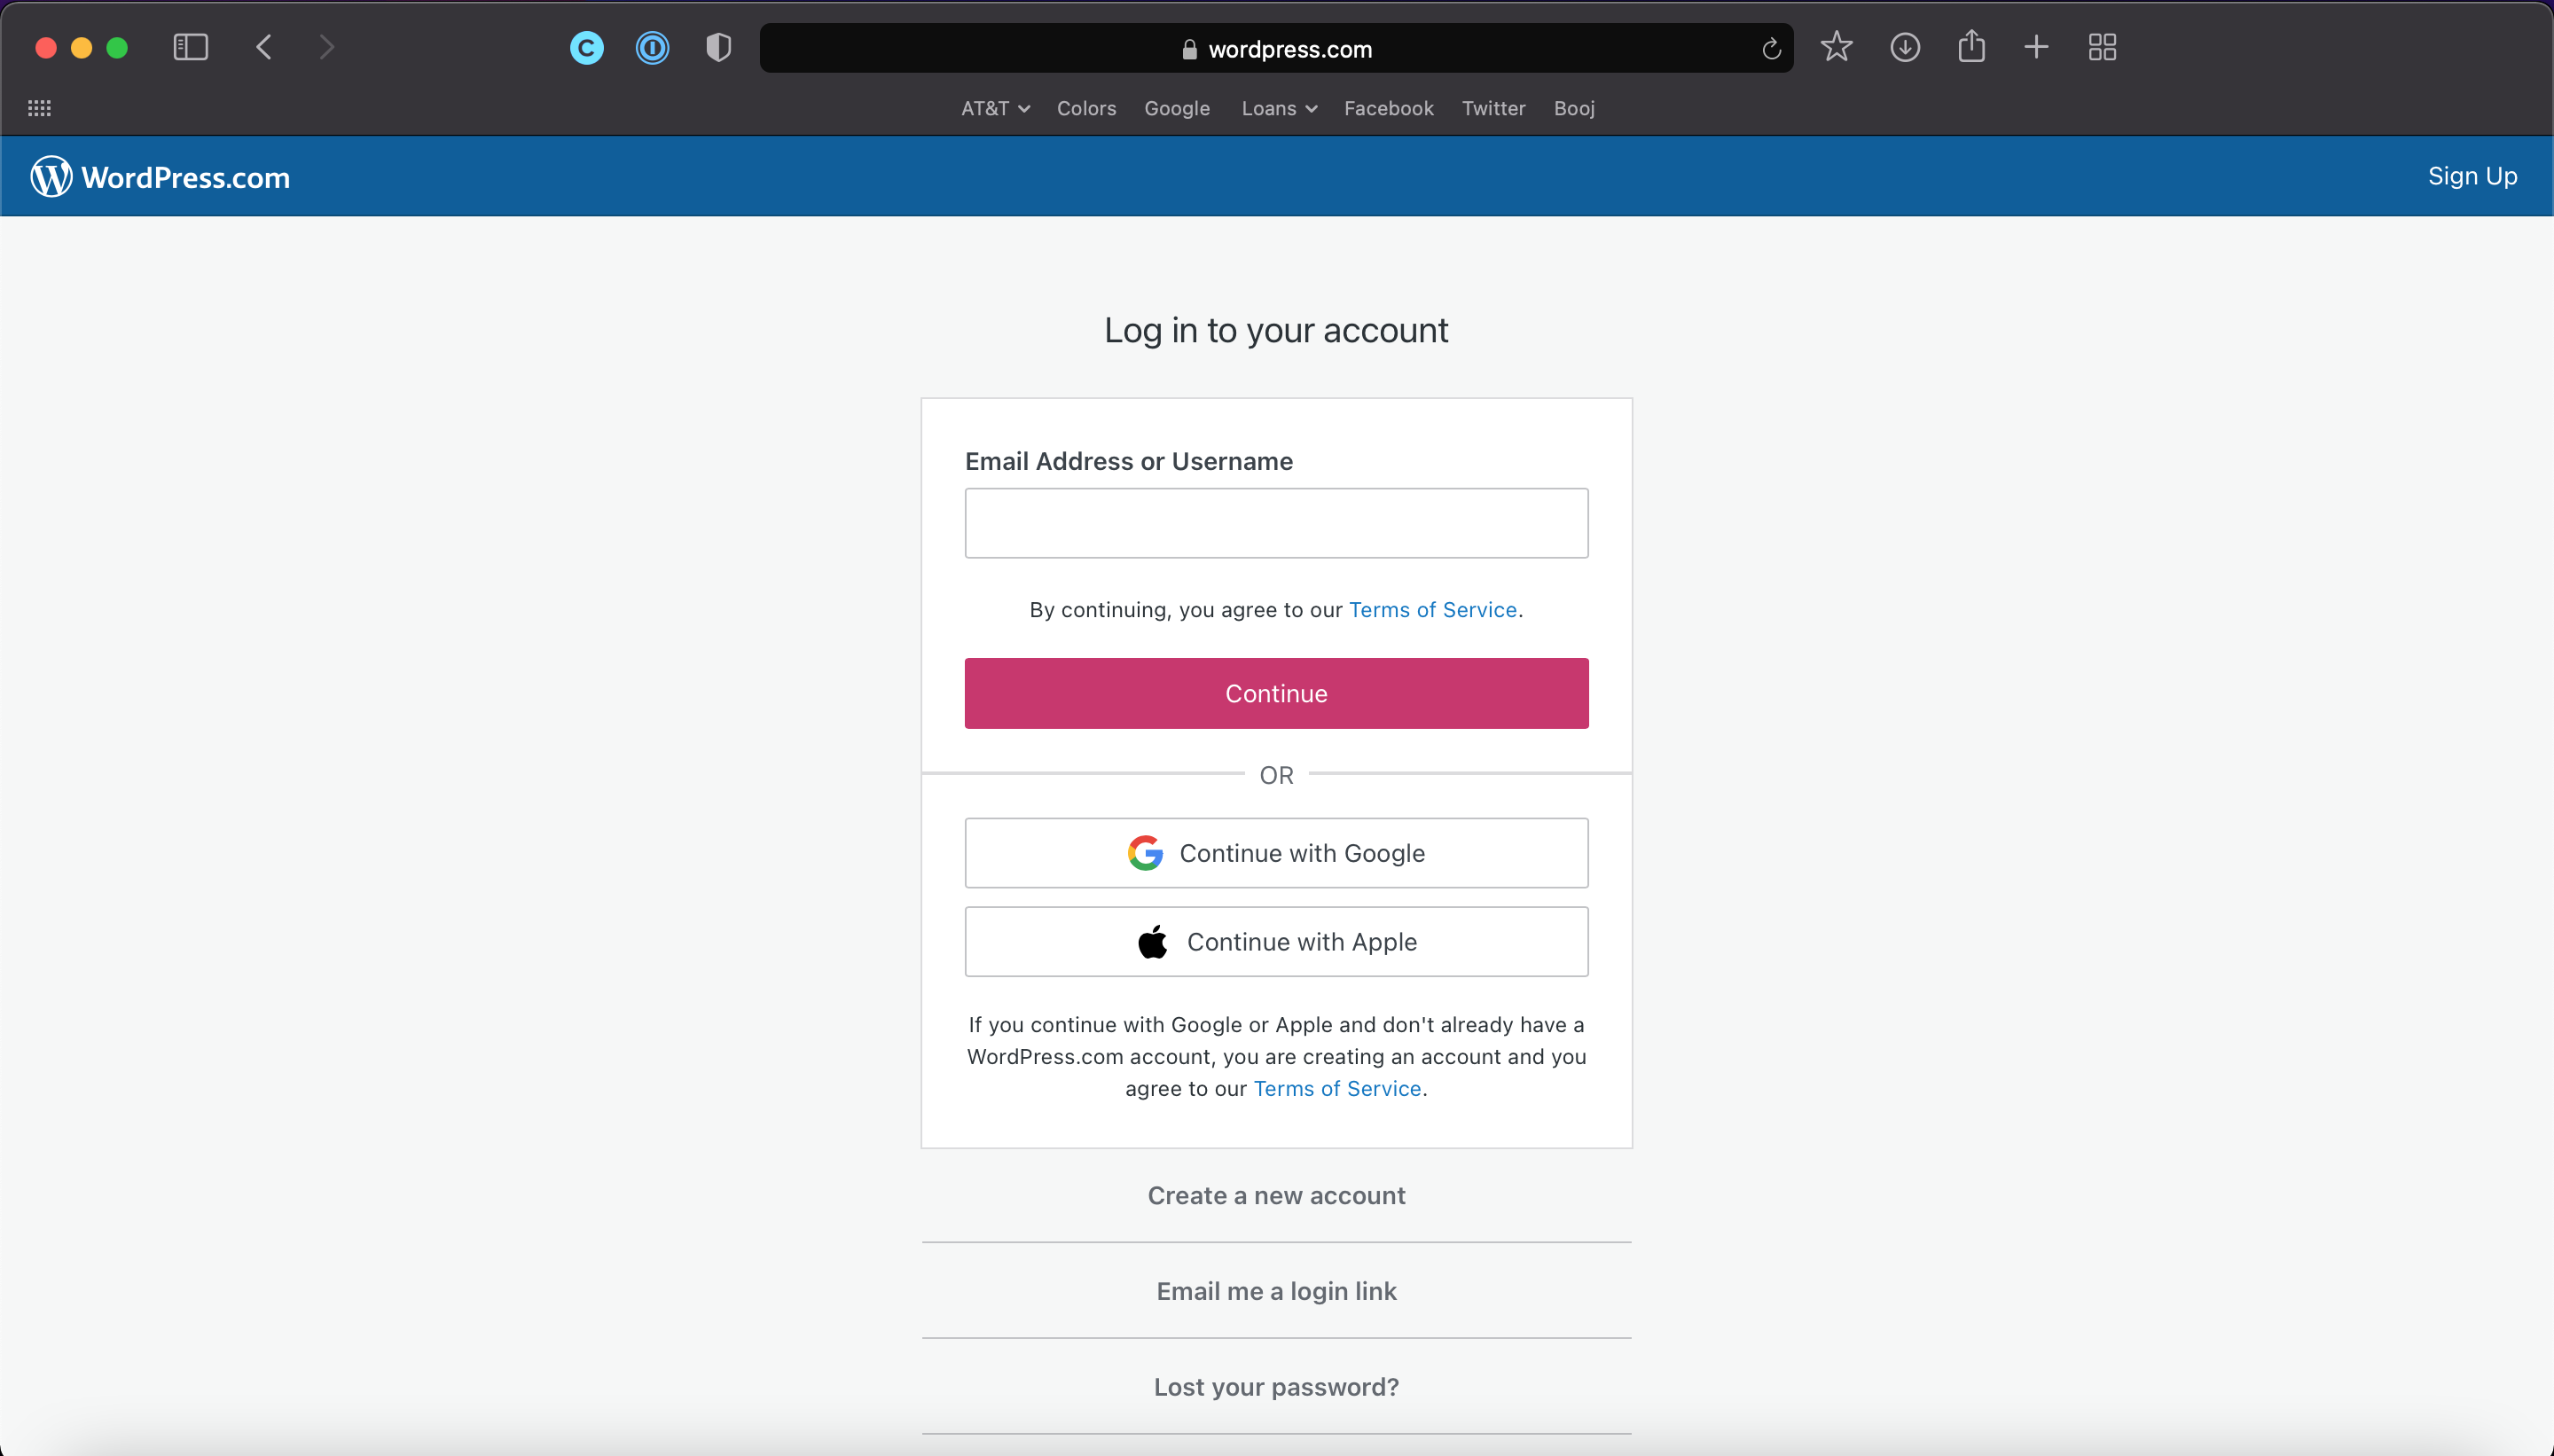 wordpress.com
AT&T Colors Google Loans Facebook Twitter Booj
WordPress.com Sign Up
Log in to your account
Email Address or Username
By continuing, you agree to our Terms of Service.
Continue
OR
Continue with Google
Continue with Apple
If you continue with Google or Apple and don't already have a
WordPress.com account, you are creating an account and you
agree to our Terms of Service.
Create a new account
Email me a login link
Lost your password?